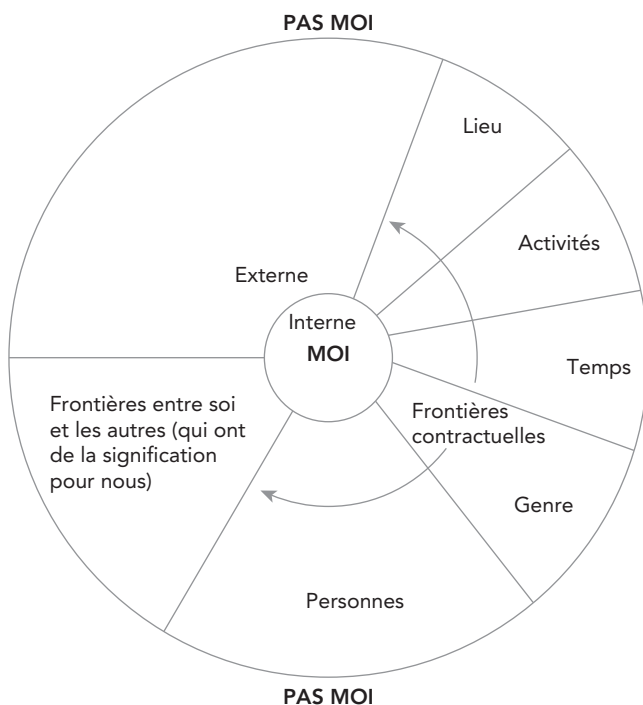 PAS MOI
Lieu
Activités
Externe
Interne
MOI
Temps
Frontières entre soi
et les autres (qui ont
de la signification
pour nous)
Frontières
contractuelles
Genre
Personnes
PAS MOI